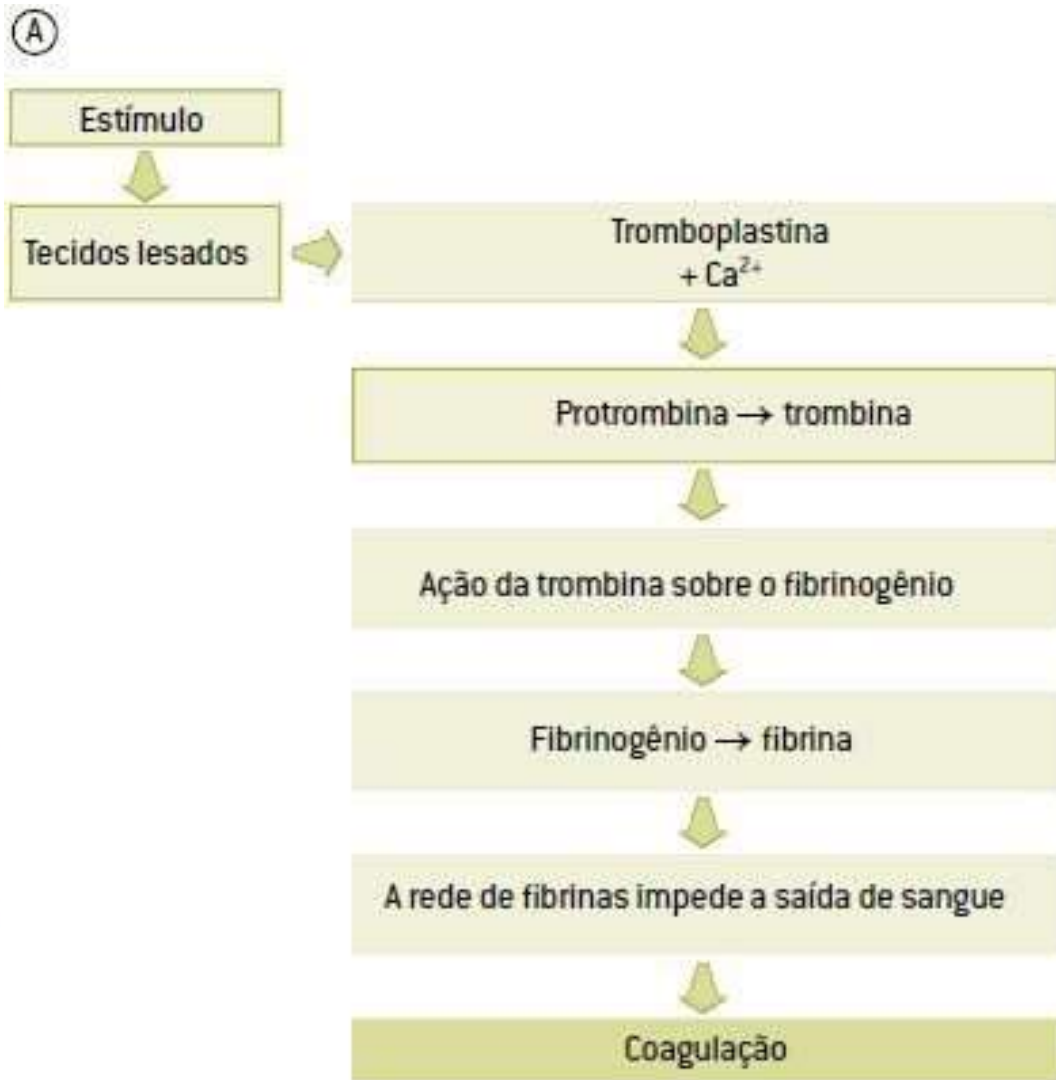 A
Estímulo
Tecidos lesados
Tromboplastina
+ Ca²⁺
Protrombina → trombina
Ação da trombina sobre o fibrinogênio
Fibrinogênio → fibrina
A rede de fibrinas impede a saída de sangue
Coagulação